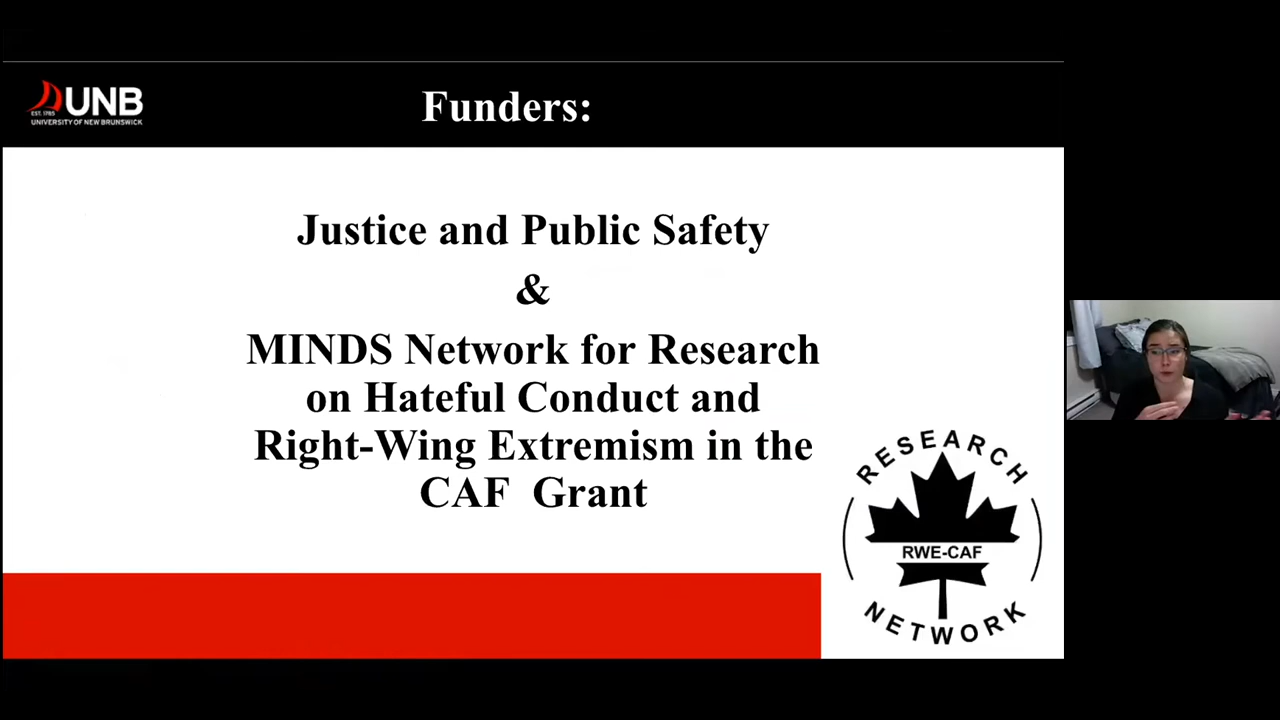 UNB
EST. 1785
UNIVERSITY OF NEW BRUNSWICK
Funders:
Justice and Public Safety
&
MINDS Network for Research
on Hateful Conduct and
Right-Wing Extremism in the
CAF Grant
RESEARCH
RWE-CAF
NETWORK